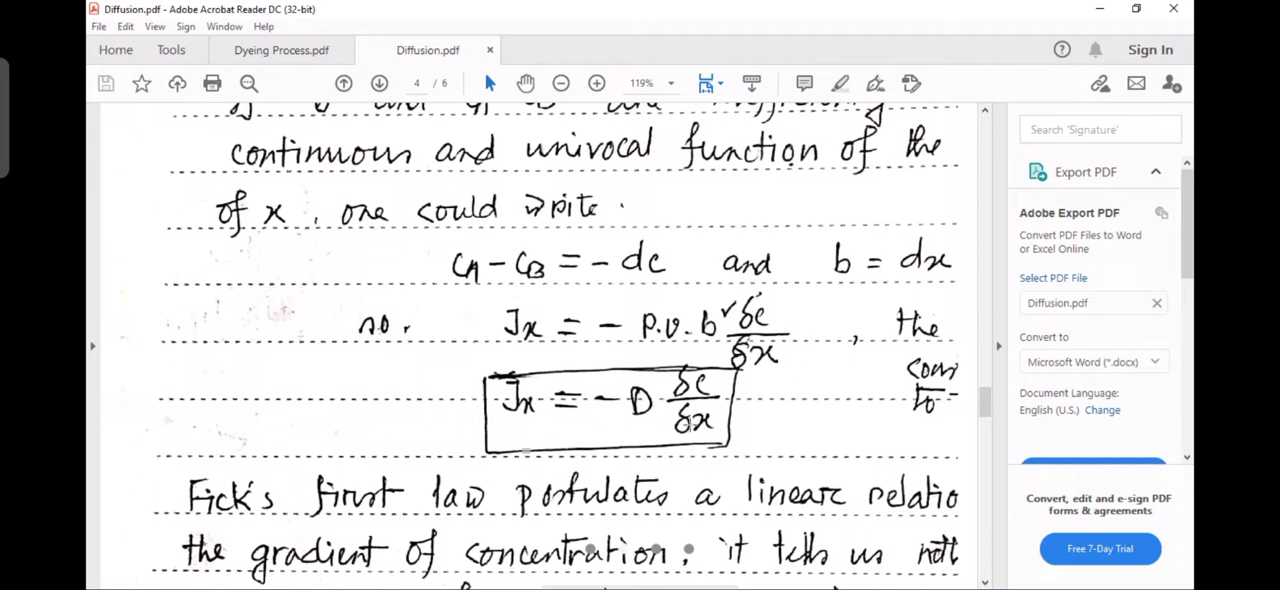 Diffusion.pdf - Adobe Acrobat Reader DC (32-bit)
File Edit View Sign Window Help
Home Tools Dyeing Process.pdf Diffusion.pdf × Sign In
4 / 6 119%
continuous and univocal function of the
of x, one could write.
CA - CB = - dc and b = dx
so, Jx = - p.v. b² δc/δx, the
Jx = - D δc/δx
Fick's first law postulates a linear relatio
the gradient of concentration; it tells us noth
Search 'Signature'
Export PDF
Adobe Export PDF
Convert PDF Files to Word
or Excel Online
Select PDF File
Diffusion.pdf ×
Convert to
Microsoft Word (*.docx)
Document Language:
English (U.S.) Change
Convert, edit and e-sign PDF
forms & agreements
Free 7-Day Trial